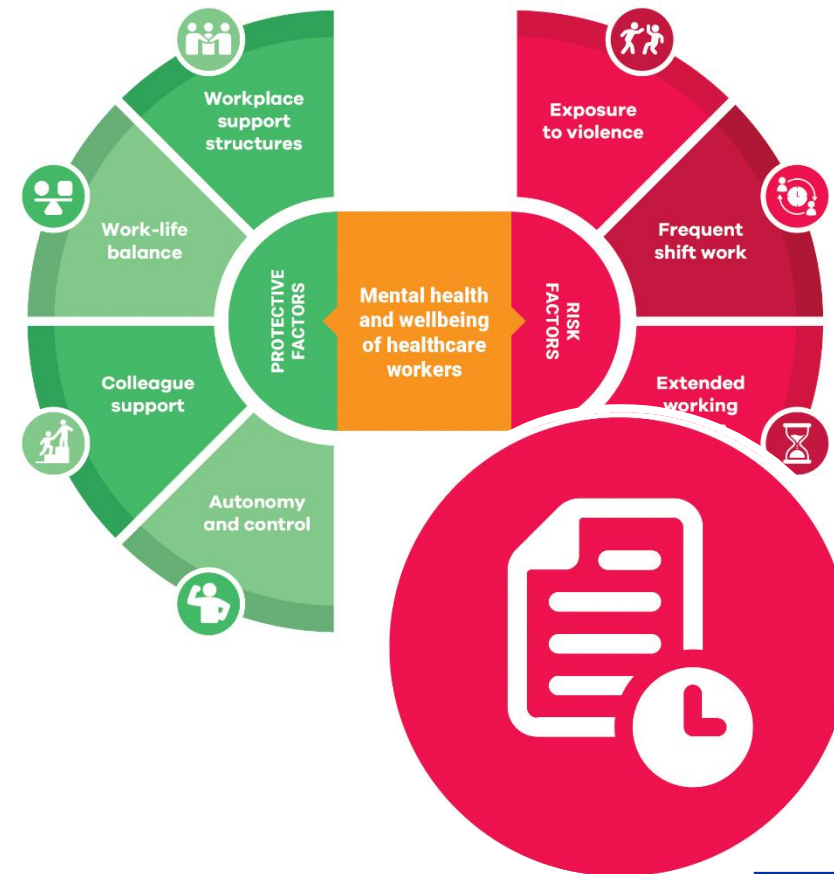 Workplace
support
structures
Work-life
balance
Colleague
support
Autonomy
and control
PROTECTIVE
FACTORS
Mental health
and wellbeing
of healthcare
workers
RISK
FACTORS
Exposure
to violence
Frequent
shift work
Extended
working